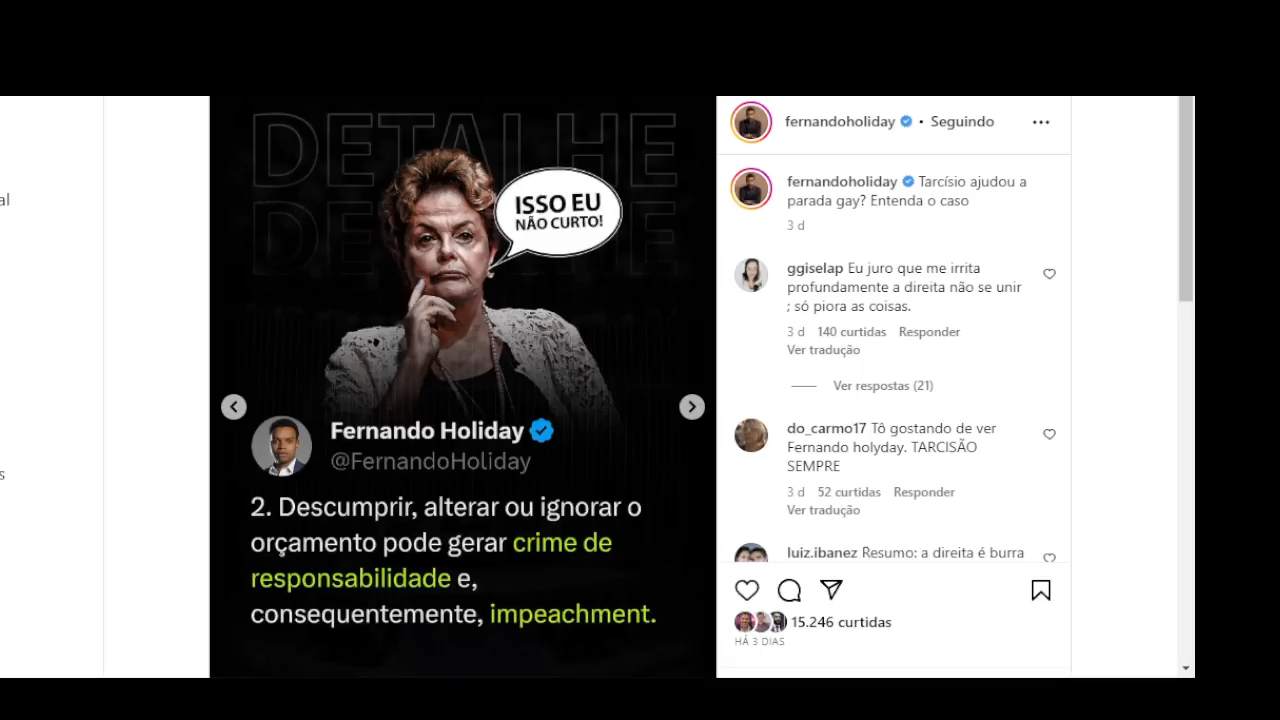 al
s
DETALHE
DETALHE
ISSO EU
NÃO CURTO!
Fernando Holiday
@FernandoHoliday
2. Descumprir, alterar ou ignorar o
orçamento pode gerar crime de
responsabilidade e,
consequentemente, impeachment.
fernandoholiday • Seguindo
fernandoholiday Tarcísio ajudou a
parada gay? Entenda o caso
3 d
ggiselap Eu juro que me irrita
profundamente a direita não se unir
; só piora as coisas.
3 d 140 curtidas Responder
Ver tradução
Ver respostas (21)
do_carmo17 Tô gostando de ver
Fernando holyday. TARCISÃO
SEMPRE
3 d 52 curtidas Responder
Ver tradução
luiz.ibanez Resumo: a direita é burra
15.246 curtidas
HÁ 3 DIAS